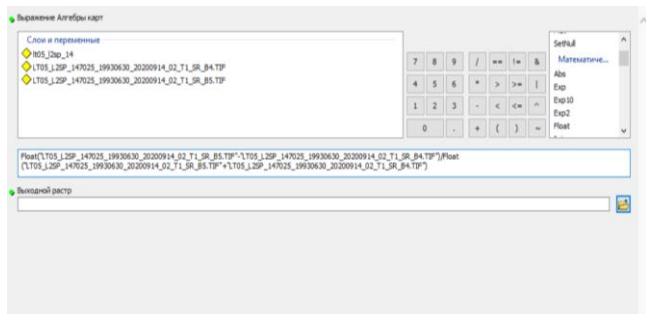 Выражение Алгебры карт
Слои и переменные
lt05_l2sp_14
LT05_L2SP_147025_19930630_20200914_02_T1_SR_B4.TIF
LT05_L2SP_147025_19930630_20200914_02_T1_SR_B5.TIF
7 8 9 / == != &
4 5 6 * > >= |
1 2 3 - < <= ^
0 . + ( ) ~
SetNull
Математиче...
Abs
Exp
Exp10
Exp2
Float
Float("LT05_L2SP_147025_19930630_20200914_02_T1_SR_B5.TIF"-"LT05_L2SP_147025_19930630_20200914_02_T1_SR_B4.TIF")/Float
("LT05_L2SP_147025_19930630_20200914_02_T1_SR_B5.TIF"+"LT05_L2SP_147025_19930630_20200914_02_T1_SR_B4.TIF")
Выходной растр